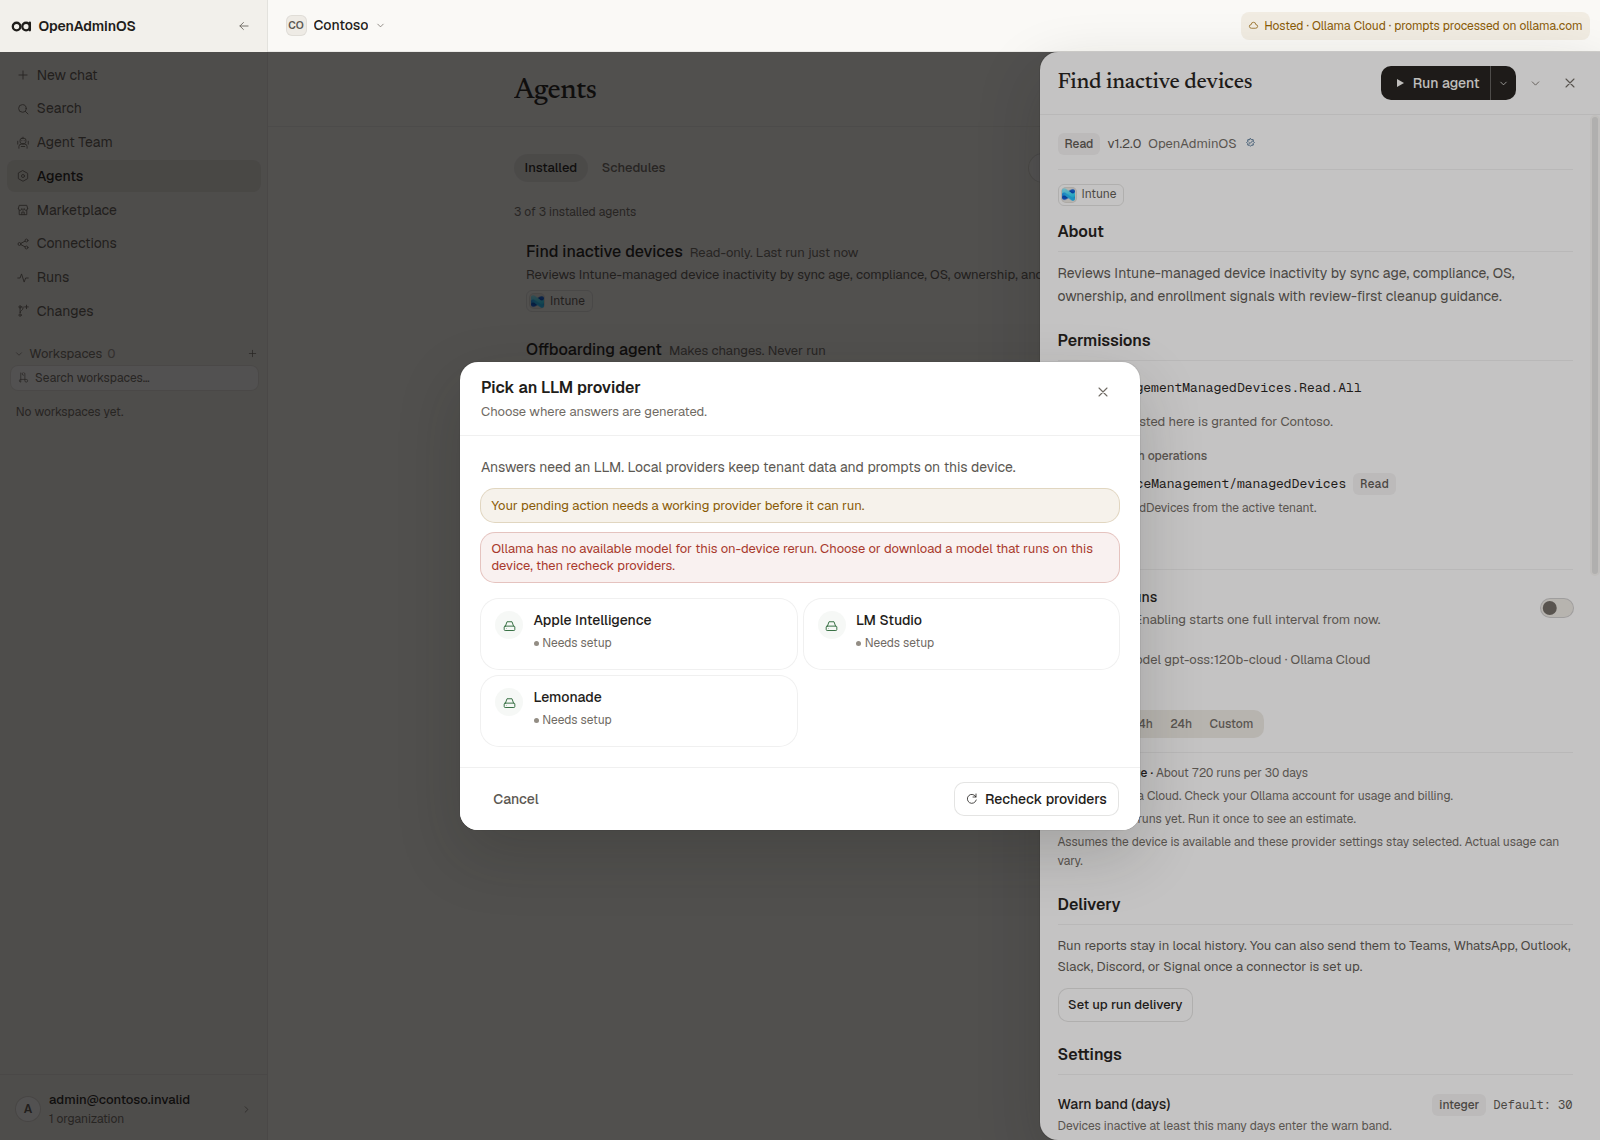 OpenAdminOS
CO Contoso
Hosted · Ollama Cloud · prompts processed on ollama.com
New chat
Search
Agent Team
Agents
Marketplace
Connections
Runs
Changes
Workspaces 0
Search workspaces...
No workspaces yet.
A
admin@contoso.invalid
1 organization
Agents
Installed Schedules
3 of 3 installed agents
Find inactive devices Read-only. Last run just now
Reviews Intune-managed device inactivity by sync age, compliance, OS, ownership, and
Intune
Offboarding agent Makes changes. Never run
Pick an LLM provider
Choose where answers are generated.
Answers need an LLM. Local providers keep tenant data and prompts on this device.
Your pending action needs a working provider before it can run.
Ollama has no available model for this on-device rerun. Choose or download a model that runs on this
device, then recheck providers.
Apple Intelligence
Needs setup
LM Studio
Needs setup
Lemonade
Needs setup
Cancel
Recheck providers
Find inactive devices
Run agent
Read v1.2.0 OpenAdminOS
Intune
About
Reviews Intune-managed device inactivity by sync age, compliance, OS,
ownership, and enrollment signals with review-first cleanup guidance.
Permissions
gementManagedDevices.Read.All
sted here is granted for Contoso.
operations
ceManagement/managedDevices Read
dDevices from the active tenant.
ns
Enabling starts one full interval from now.
del gpt-oss:120b-cloud · Ollama Cloud
4h 24h Custom
e · About 720 runs per 30 days
a Cloud. Check your Ollama account for usage and billing.
runs yet. Run it once to see an estimate.
Assumes the device is available and these provider settings stay selected. Actual usage can
vary.
Delivery
Run reports stay in local history. You can also send them to Teams, WhatsApp, Outlook,
Slack, Discord, or Signal once a connector is set up.
Set up run delivery
Settings
Warn band (days) integer Default: 30
Devices inactive at least this many days enter the warn band.